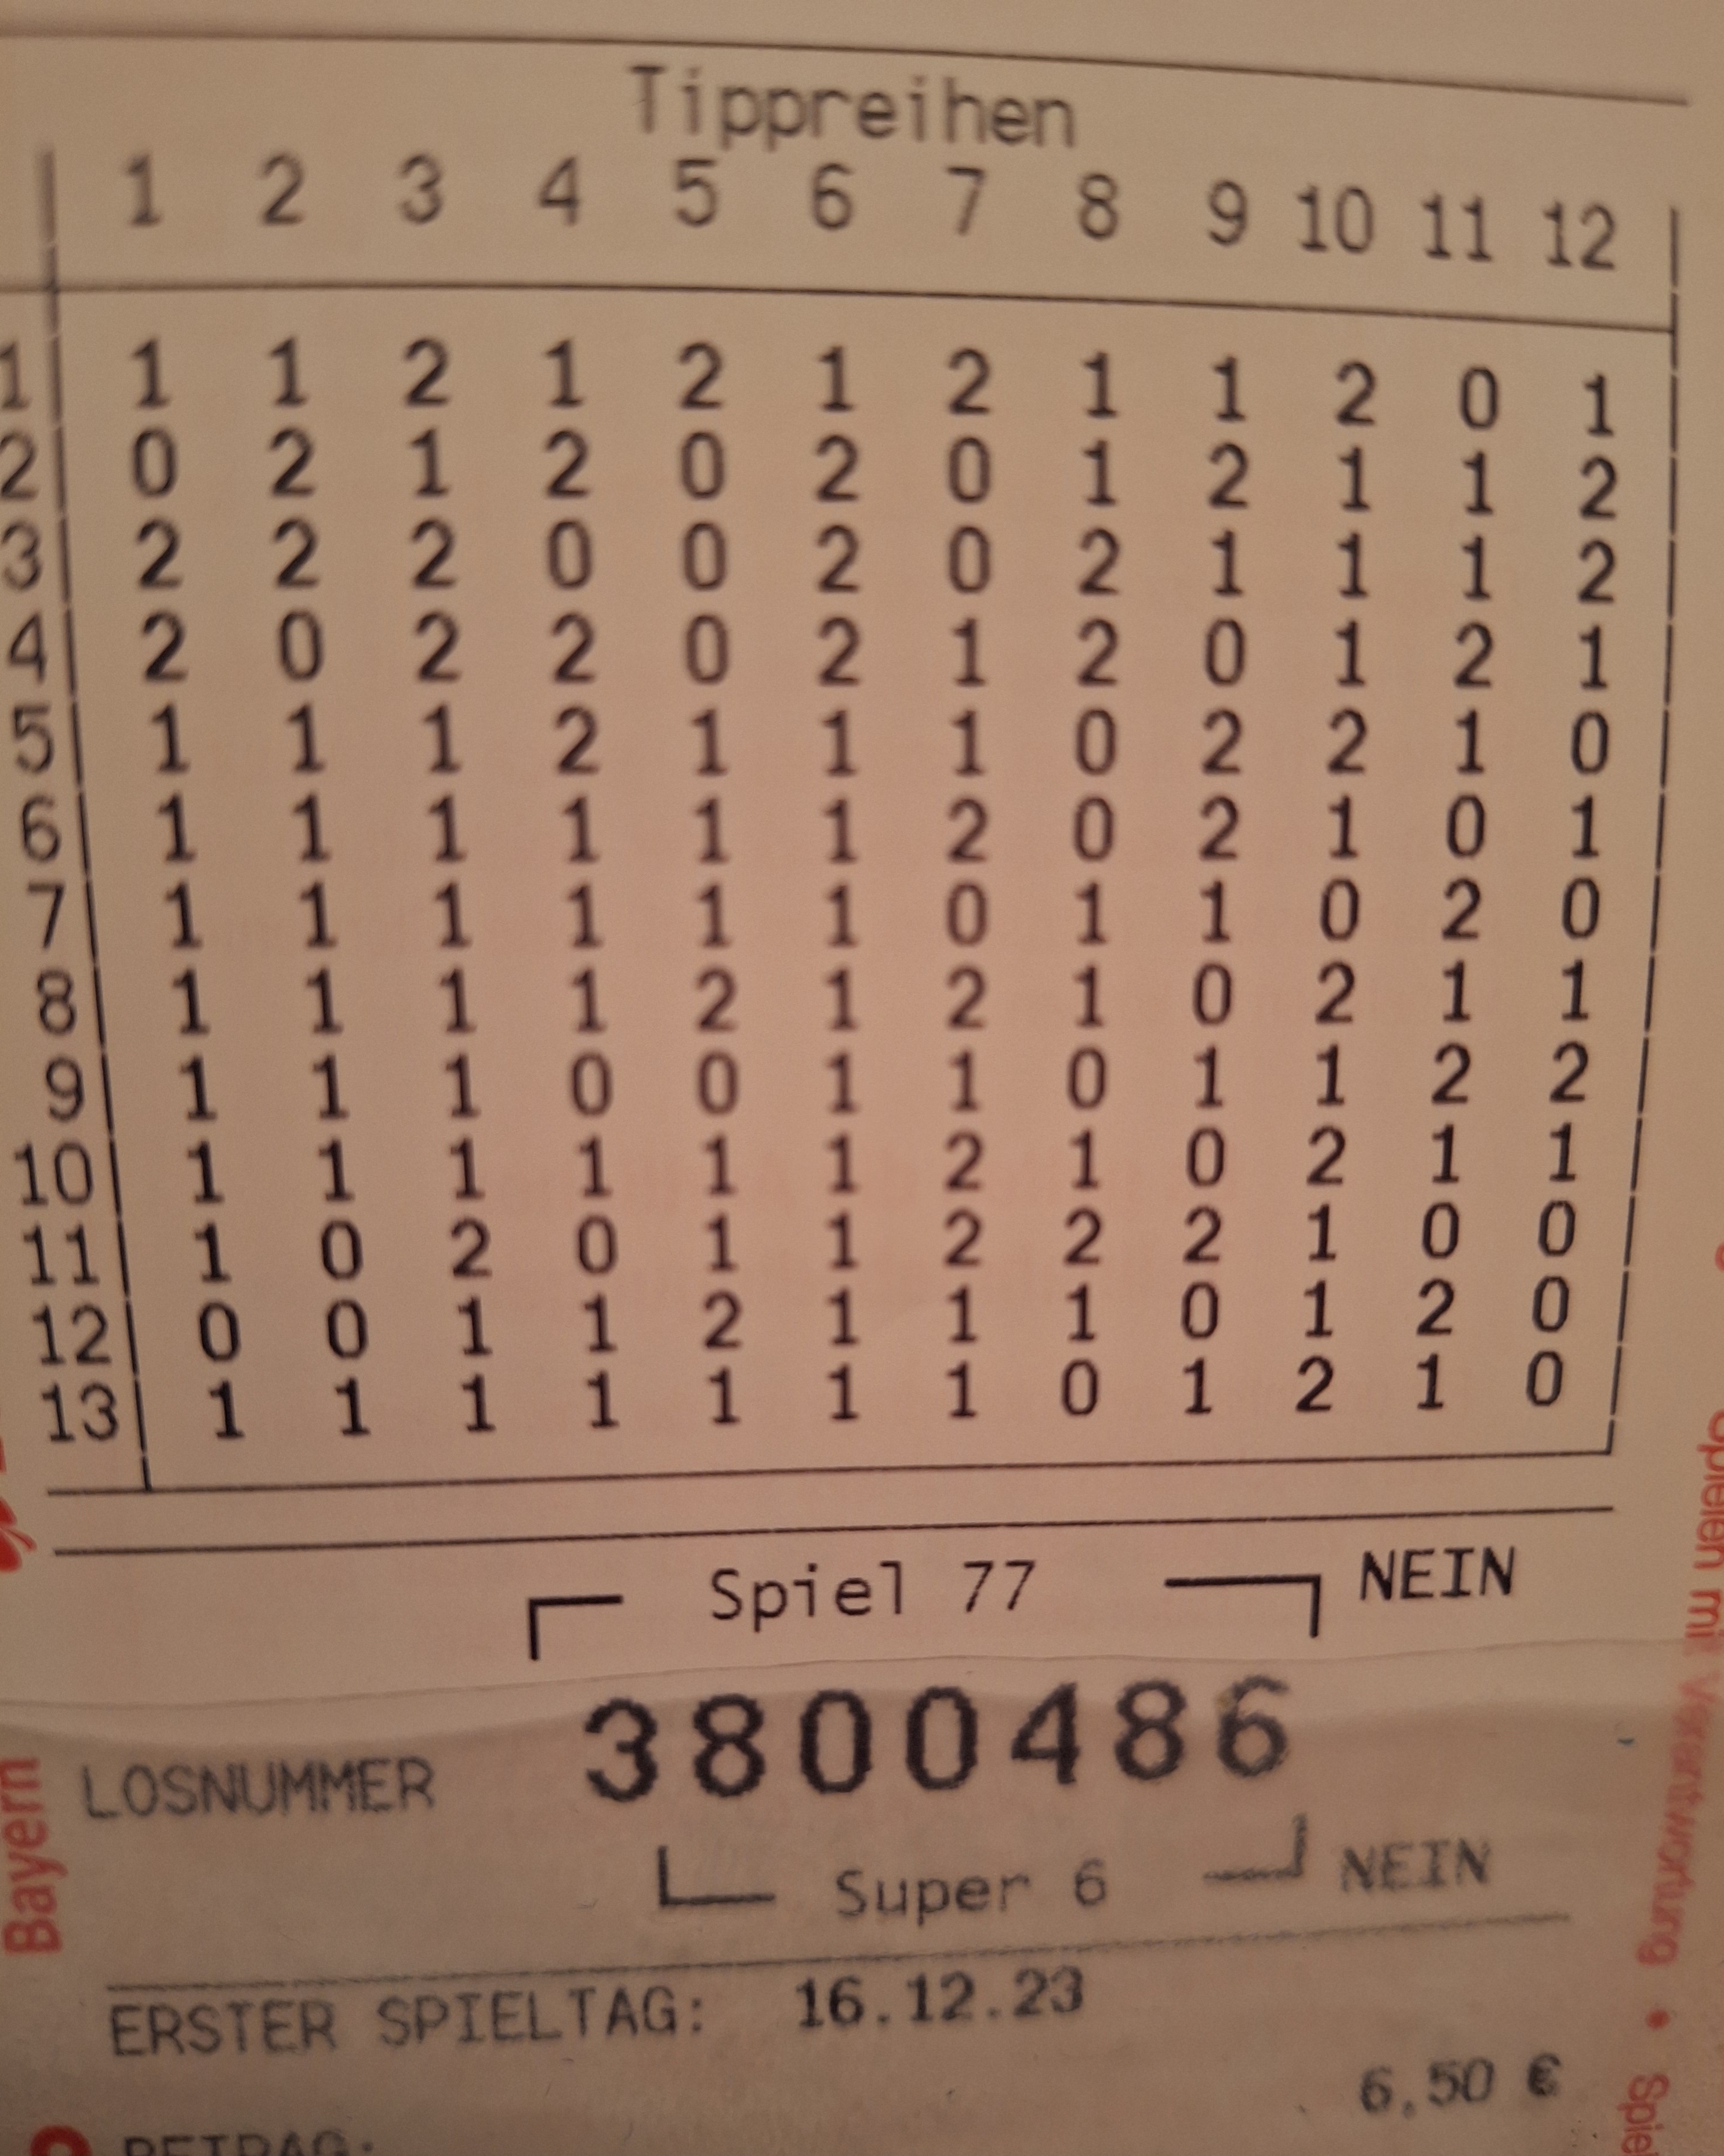 Tippreihen
1 2 3 4 5 6 7 8 9 10 11 12
1 1 1 2 1 2 1 2 1 1 2 0 1
2 0 2 1 2 0 2 0 1 2 1 1 2
3 2 2 2 0 0 2 0 2 1 1 1 2
4 2 0 2 2 0 2 1 2 0 1 2 1
5 1 1 1 2 1 1 1 0 2 2 1 0
6 1 1 1 1 1 1 2 0 2 1 0 1
7 1 1 1 1 1 1 0 1 1 0 2 0
8 1 1 1 1 2 1 2 1 0 2 1 1
9 1 1 1 0 0 1 1 0 1 1 2 2
10 1 1 1 1 1 1 2 1 0 2 1 1
11 1 0 2 0 1 1 2 2 2 1 0 0
12 0 0 1 1 2 1 1 1 0 1 2 0
13 1 1 1 1 1 1 1 0 1 2 1 0
Spiel 77 NEIN
LOSNUMMER 3800486
Super 6 NEIN
ERSTER SPIELTAG: 16.12.23
6,50 €
BETRAG:
Bayern
Spielen mit Verantwortung • Spie